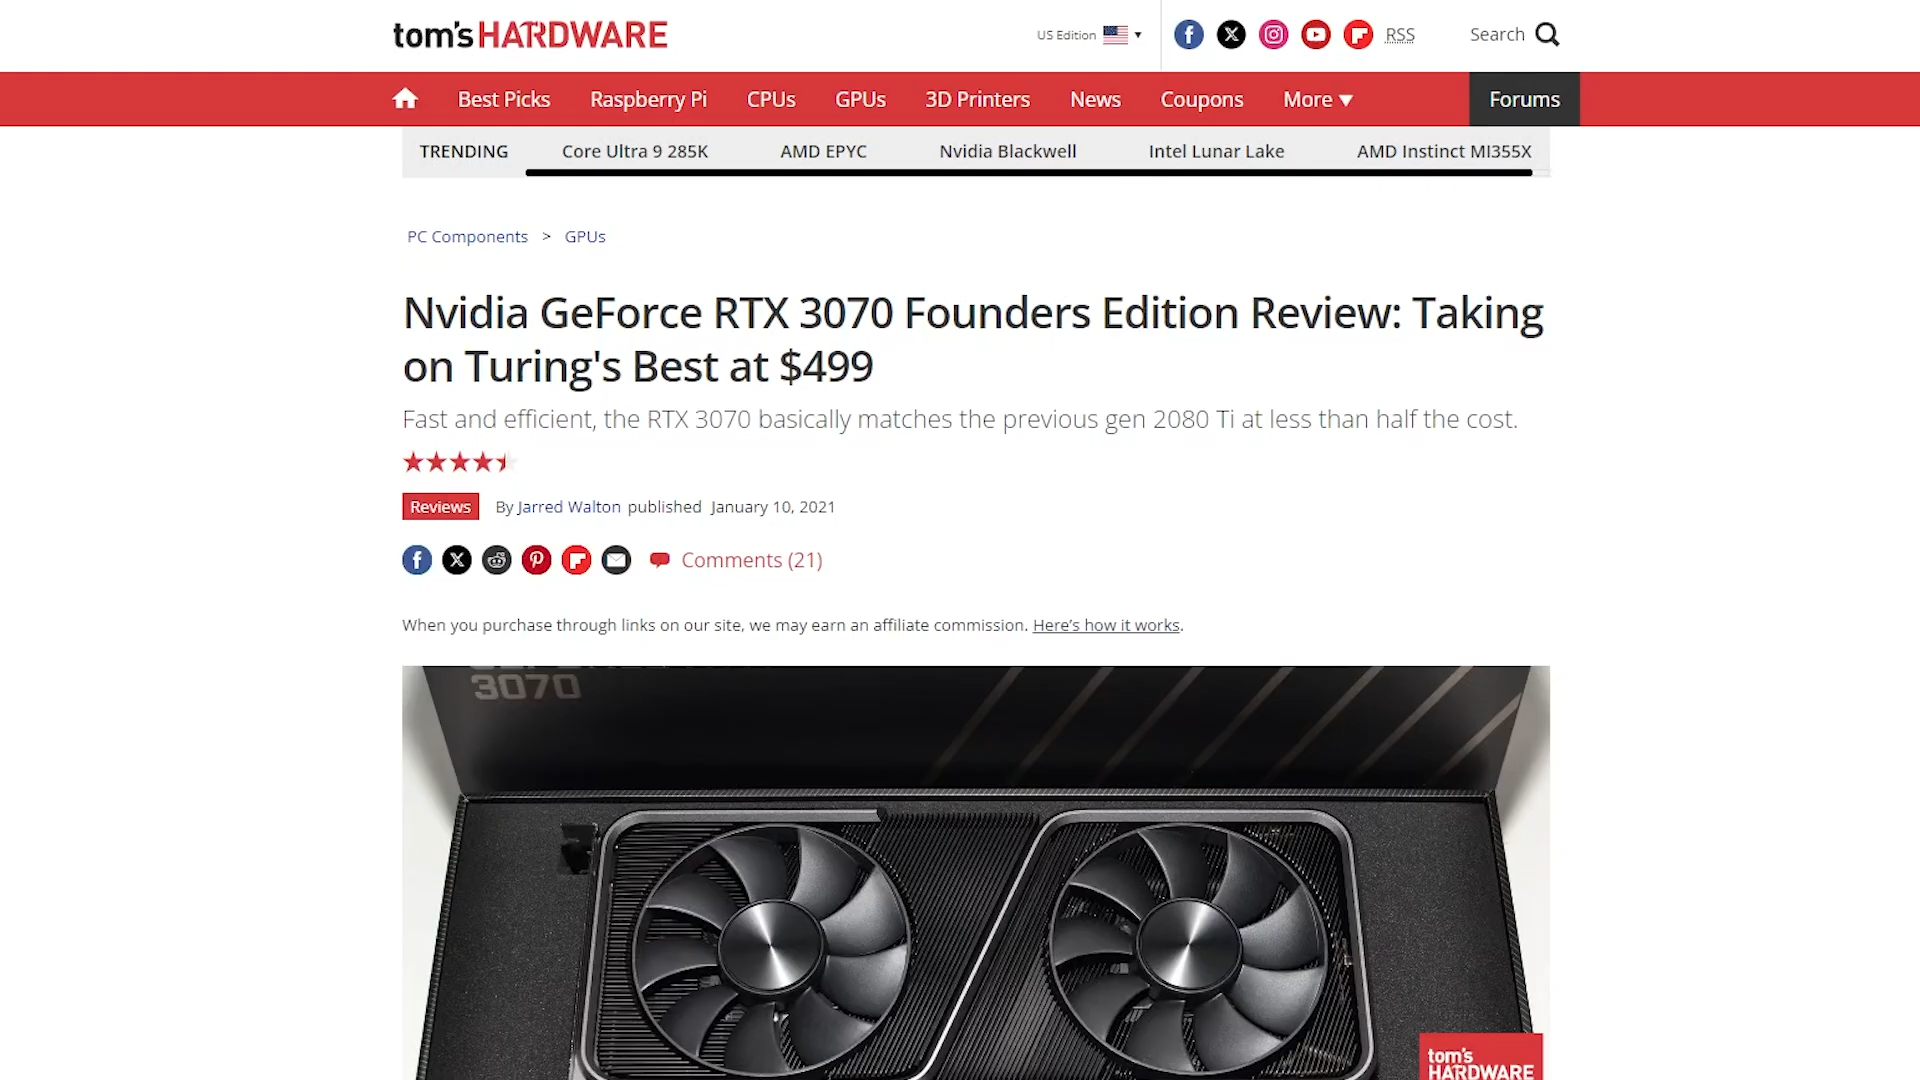 tom's HARDWARE
US Edition
RSS
Search
Best Picks
Raspberry Pi
CPUs
GPUs
3D Printers
News
Coupons
More
Forums
TRENDING
Core Ultra 9 285K
AMD EPYC
Nvidia Blackwell
Intel Lunar Lake
AMD Instinct MI355X
PC Components > GPUs
Nvidia GeForce RTX 3070 Founders Edition Review: Taking
on Turing's Best at $499
Fast and efficient, the RTX 3070 basically matches the previous gen 2080 Ti at less than half the cost.
Reviews
By Jarred Walton published January 10, 2021
Comments (21)
When you purchase through links on our site, we may earn an affiliate commission. Here's how it works.
3070
tom's
HARDWARE